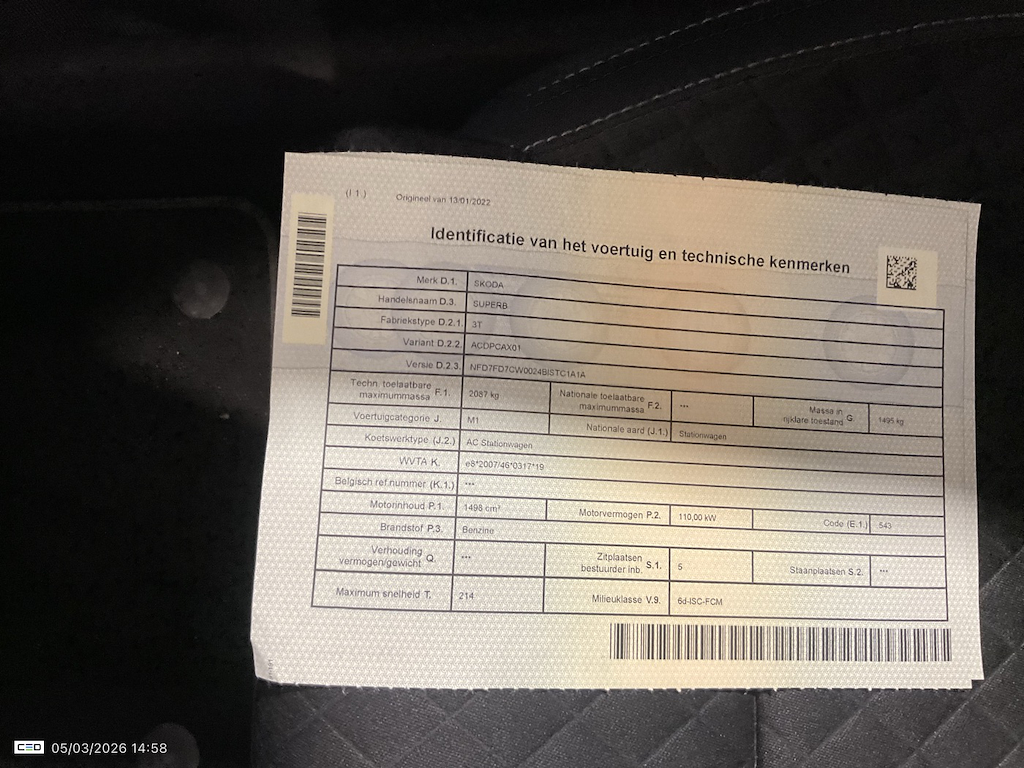 (I 1.) Origineel van 13/01/2022
Identificatie van het voertuig en technische kenmerken
Merk D.1. SKODA
Handelsnaam D.3. SUPERB
Fabriekstype D.2.1. 3T
Variant D.2.2. ACDPCAX01
Versie D.2.3. NFD7FD7CW0024BISTC1A1A
Techn. toelaatbare maximummassa F.1. 2087 kg Nationale toelaatbare maximummassa F.2. *** Massa in rijklare toestand G. 1495 kg
Voertuigcategorie J. M1 Nationale aard (J.1.) Stationwagen
Koetswerktype (J.2.) AC Stationwagen
WVTA K. e8*2007/46*0317*19
Belgisch ref.nummer (K.1.) ***
Motorinhoud P.1. 1498 cm³ Motorvermogen P.2. 110,00 kW Code (E.1.) 543
Brandstof P.3. Benzine
Verhouding vermogen/gewicht Q. *** Zitplaatsen bestuurder inb. S.1. 5 Staanplaatsen S.2. ***
Maximum snelheid T. 214 Milieuklasse V.9. 6d-ISC-FCM
CEO 05/03/2026 14:58